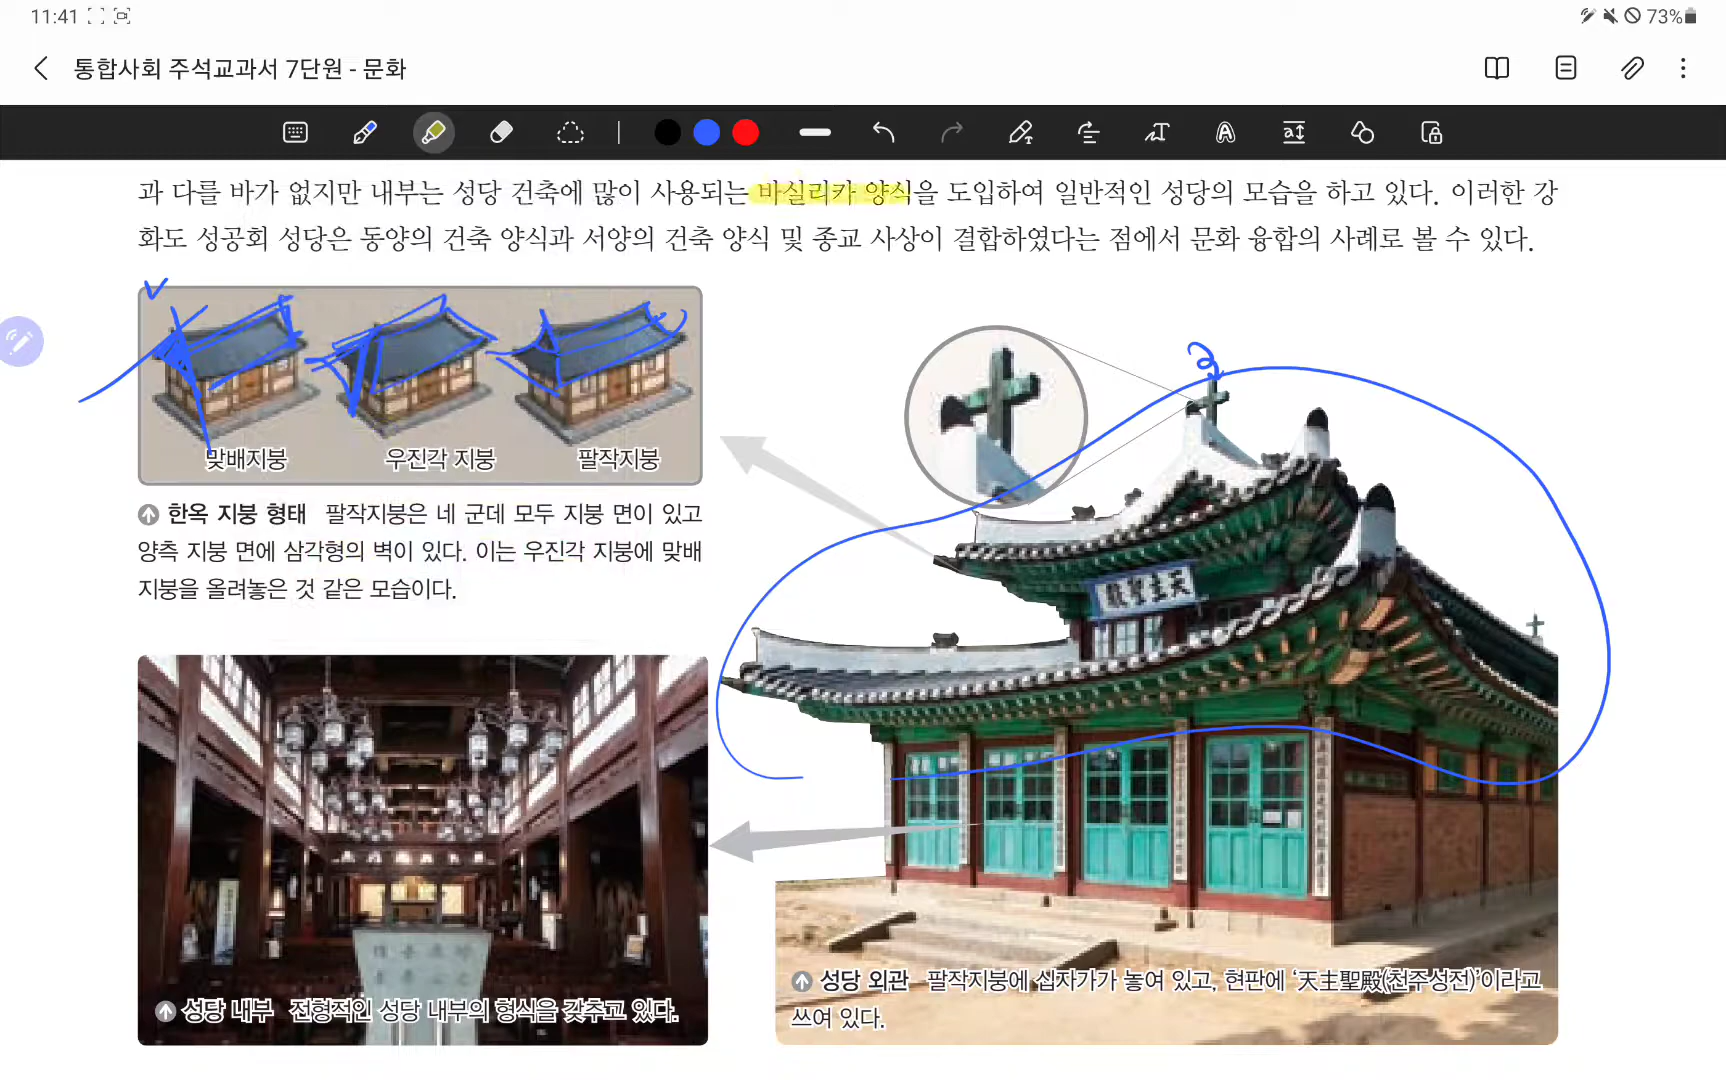 11:41
73%
통합사회 주석교과서 7단원 - 문화
과 다를 바가 없지만 내부는 성당 건축에 많이 사용되는 바실리카 양식을 도입하여 일반적인 성당의 모습을 하고 있다. 이러한 강
화도 성공회 성당은 동양의 건축 양식과 서양의 건축 양식 및 종교 사상이 결합하였다는 점에서 문화 융합의 사례로 볼 수 있다.
맞배지붕
우진각 지붕
팔작지붕
한옥 지붕 형태 팔작지붕은 네 군데 모두 지붕 면이 있고
양측 지붕 면에 삼각형의 벽이 있다. 이는 우진각 지붕에 맞배
지붕을 올려놓은 것 같은 모습이다.
성당 내부 전형적인 성당 내부의 형식을 갖추고 있다.
성당 외관 팔작지붕에 십자가가 놓여 있고, 현판에 ‘天主聖殿(천주성전)’이라고
쓰여 있다.